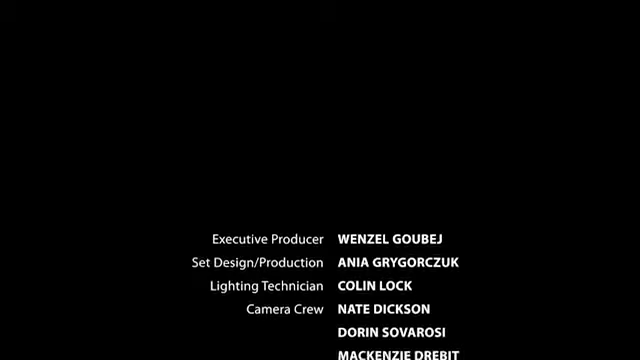 Executive Producer WENZEL GOUBEJ
Set Design/Production ANIA GRYGORCZUK
Lighting Technician COLIN LOCK
Camera Crew NATE DICKSON
DORIN SOVAROSI
MACKENZIE DREBIT